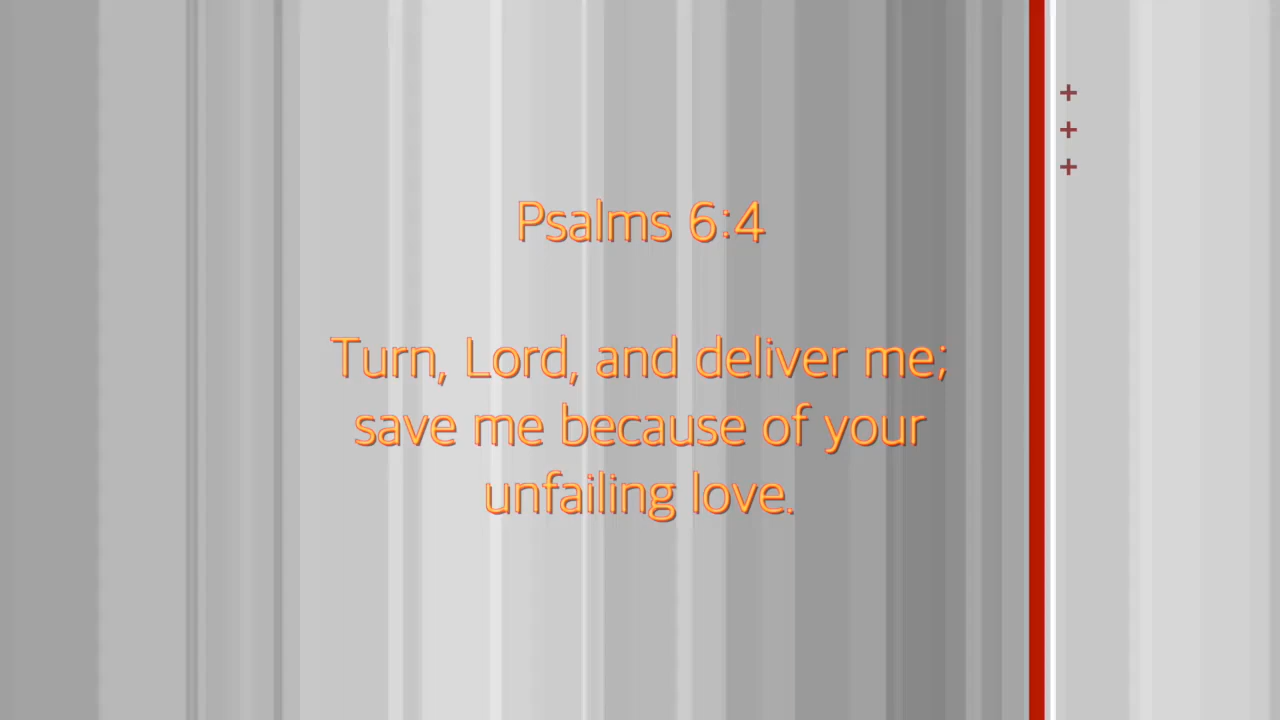 Psalms 6:4
Turn, Lord, and deliver me;
save me because of your
unfailing love.